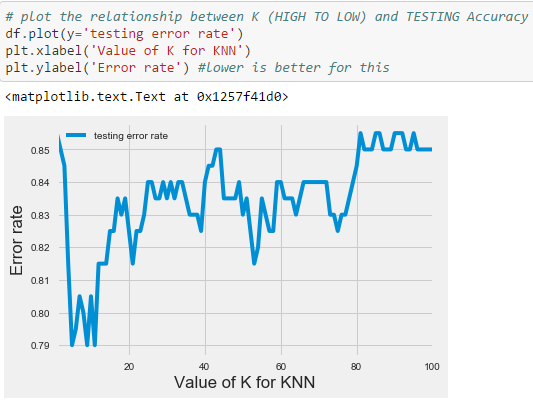 # plot the relationship between K (HIGH TO LOW) and TESTING Accuracy
df.plot(y='testing error rate')
plt.xlabel('Value of K for KNN')
plt.ylabel('Error rate') #lower is better for this
<matplotlib.text.Text at 0x1257f41d0>
testing error rate
0.85
0.84
0.83
0.82
0.81
0.80
0.79
Error rate
20 40 60 80 100
Value of K for KNN